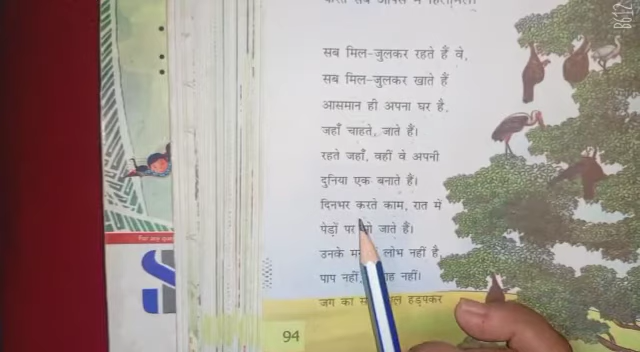 सब मिल-जुलकर रहते हैं वे,
सब मिल-जुलकर खाते हैं
आसमान ही अपना घर है,
जहाँ चाहते, जाते हैं।
रहते जहाँ, वहीं वे अपनी
दुनिया एक बनाते हैं।
दिनभर करते काम, रात में
पेड़ों पर सो जाते हैं।
उनके लोभ नहीं है
पाप नहीं, नहीं।
जग का हड़पकर
94